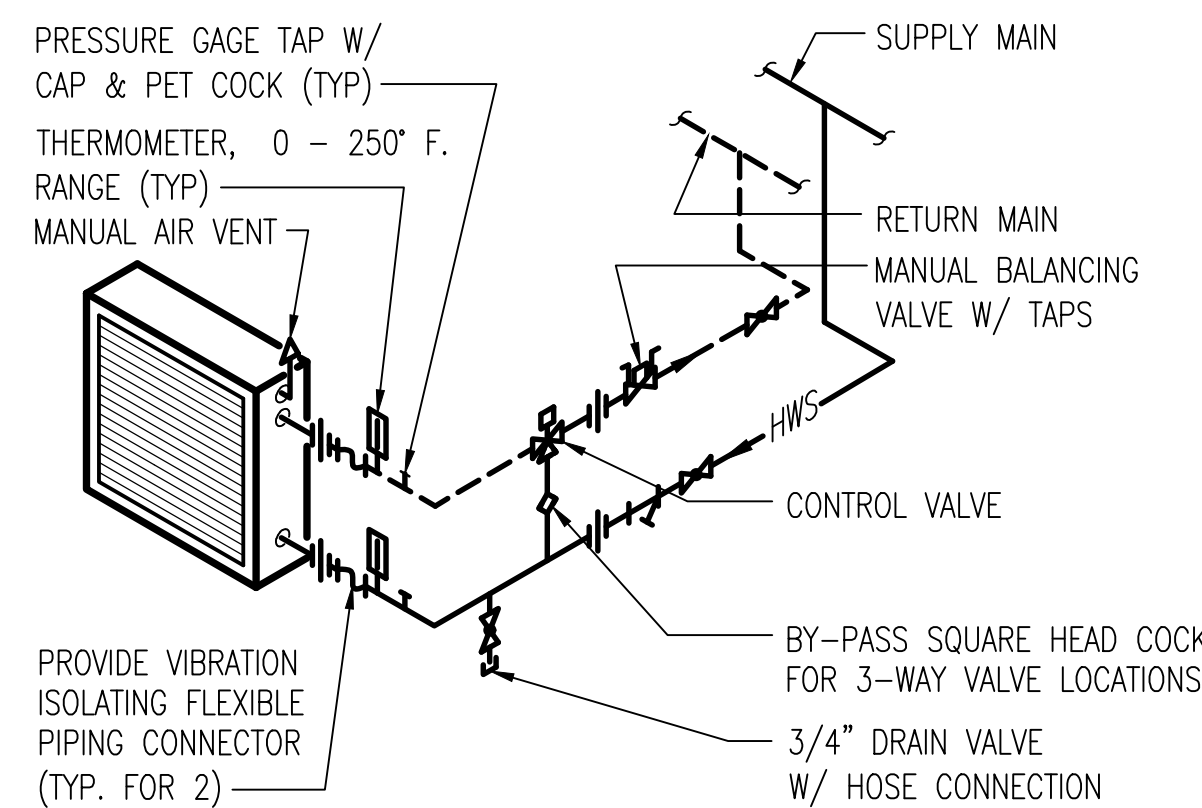 PRESSURE GAGE TAP W/
CAP & PET COCK (TYP)
THERMOMETER, 0 – 250° F.
RANGE (TYP)
MANUAL AIR VENT
SUPPLY MAIN
RETURN MAIN
MANUAL BALANCING
VALVE W/ TAPS
HWS
CONTROL VALVE
BY–PASS SQUARE HEAD COCK
FOR 3–WAY VALVE LOCATIONS
3/4" DRAIN VALVE
W/ HOSE CONNECTION
PROVIDE VIBRATION
ISOLATING FLEXIBLE
PIPING CONNECTOR
(TYP. FOR 2)